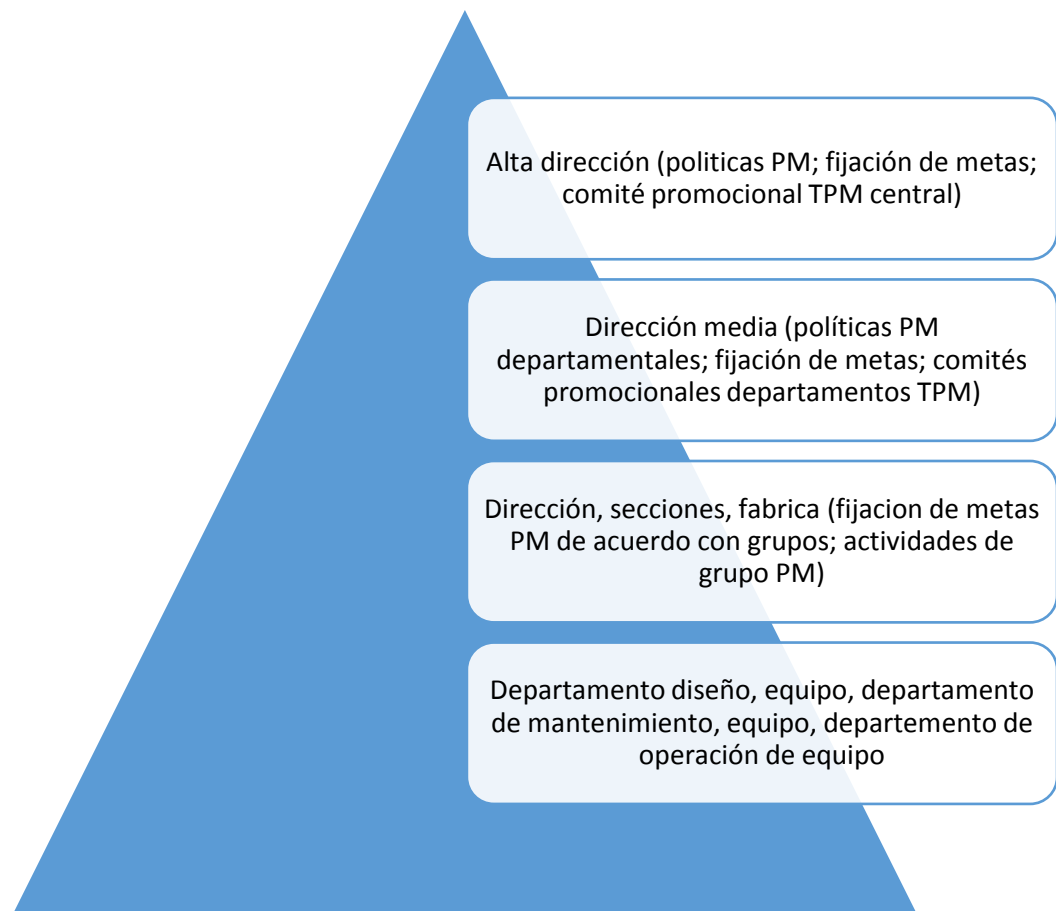 Alta dirección (politicas PM; fijación de metas;
comité promocional TPM central)
Dirección media (políticas PM
departamentales; fijación de metas; comités
promocionales departamentos TPM)
Dirección, secciones, fabrica (fijacion de metas
PM de acuerdo con grupos; actividades de
grupo PM)
Departamento diseño, equipo, departamento
de mantenimiento, equipo, departemento de
operación de equipo